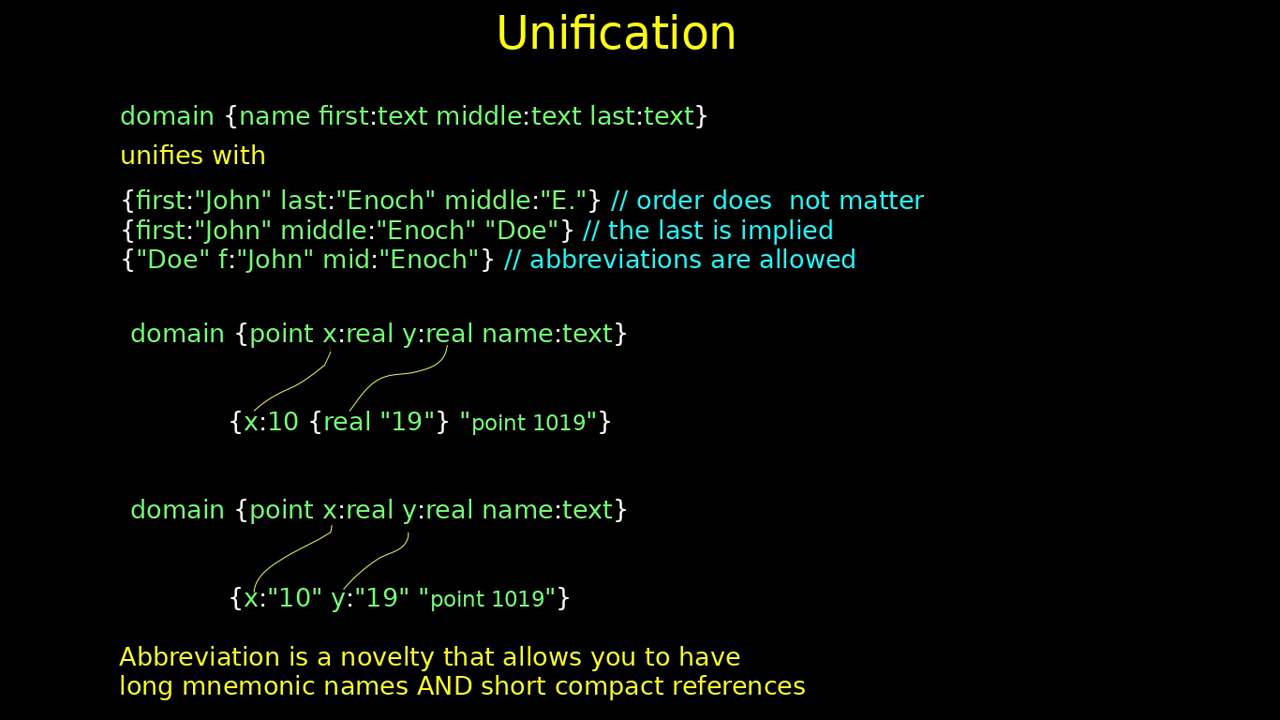 Unification
domain {name first:text middle:text last:text}
unifies with
{first:"John" last:"Enoch" middle:"E."} // order does  not matter
{first:"John" middle:"Enoch" "Doe"} // the last is implied
{"Doe" f:"John" mid:"Enoch"} // abbreviations are allowed
domain {point x:real y:real name:text}
{x:10 {real "19"} "point 1019"}
domain {point x:real y:real name:text}
{x:"10" y:"19" "point 1019"}
Abbreviation is a novelty that allows you to have
long mnemonic names AND short compact references